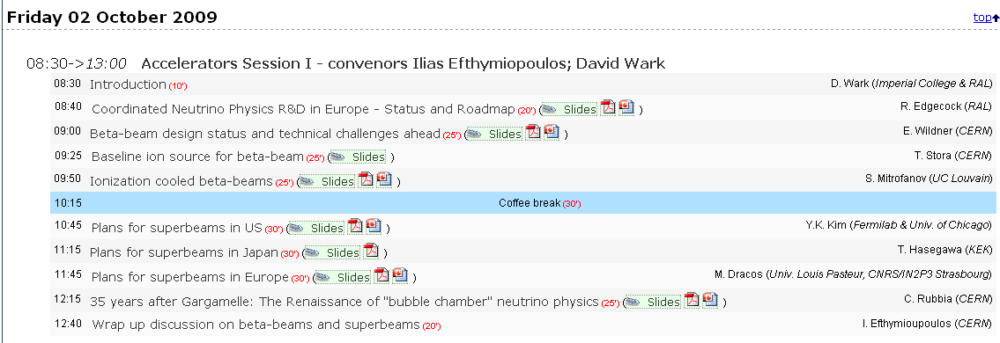 Friday 02 October 2009 top
08:30->13:00 Accelerators Session I - convenors Ilias Efthymiopoulos; David Wark
08:30 Introduction (10') D. Wark (Imperial College & RAL)
08:40 Coordinated Neutrino Physics R&D in Europe - Status and Roadmap (20') ( Slides ) R. Edgecock (RAL)
09:00 Beta-beam design status and technical challenges ahead (25') ( Slides ) E. Wildner (CERN)
09:25 Baseline ion source for beta-beam (25') ( Slides ) T. Stora (CERN)
09:50 Ionization cooled beta-beams (25') ( Slides ) S. Mitrofanov (UC Louvain)
10:15 Coffee break (30')
10:45 Plans for superbeams in US (30') ( Slides ) Y.K. Kim (Fermilab & Univ. of Chicago)
11:15 Plans for superbeams in Japan (30') ( Slides ) T. Hasegawa (KEK)
11:45 Plans for superbeams in Europe (30') ( Slides ) M. Dracos (Univ. Louis Pasteur, CNRS/IN2P3 Strasbourg)
12:15 35 years after Gargamelle: The Renaissance of "bubble chamber" neutrino physics (25') ( Slides ) C. Rubbia (CERN)
12:40 Wrap up discussion on beta-beams and superbeams (20') I. Efthymioupoulos (CERN)